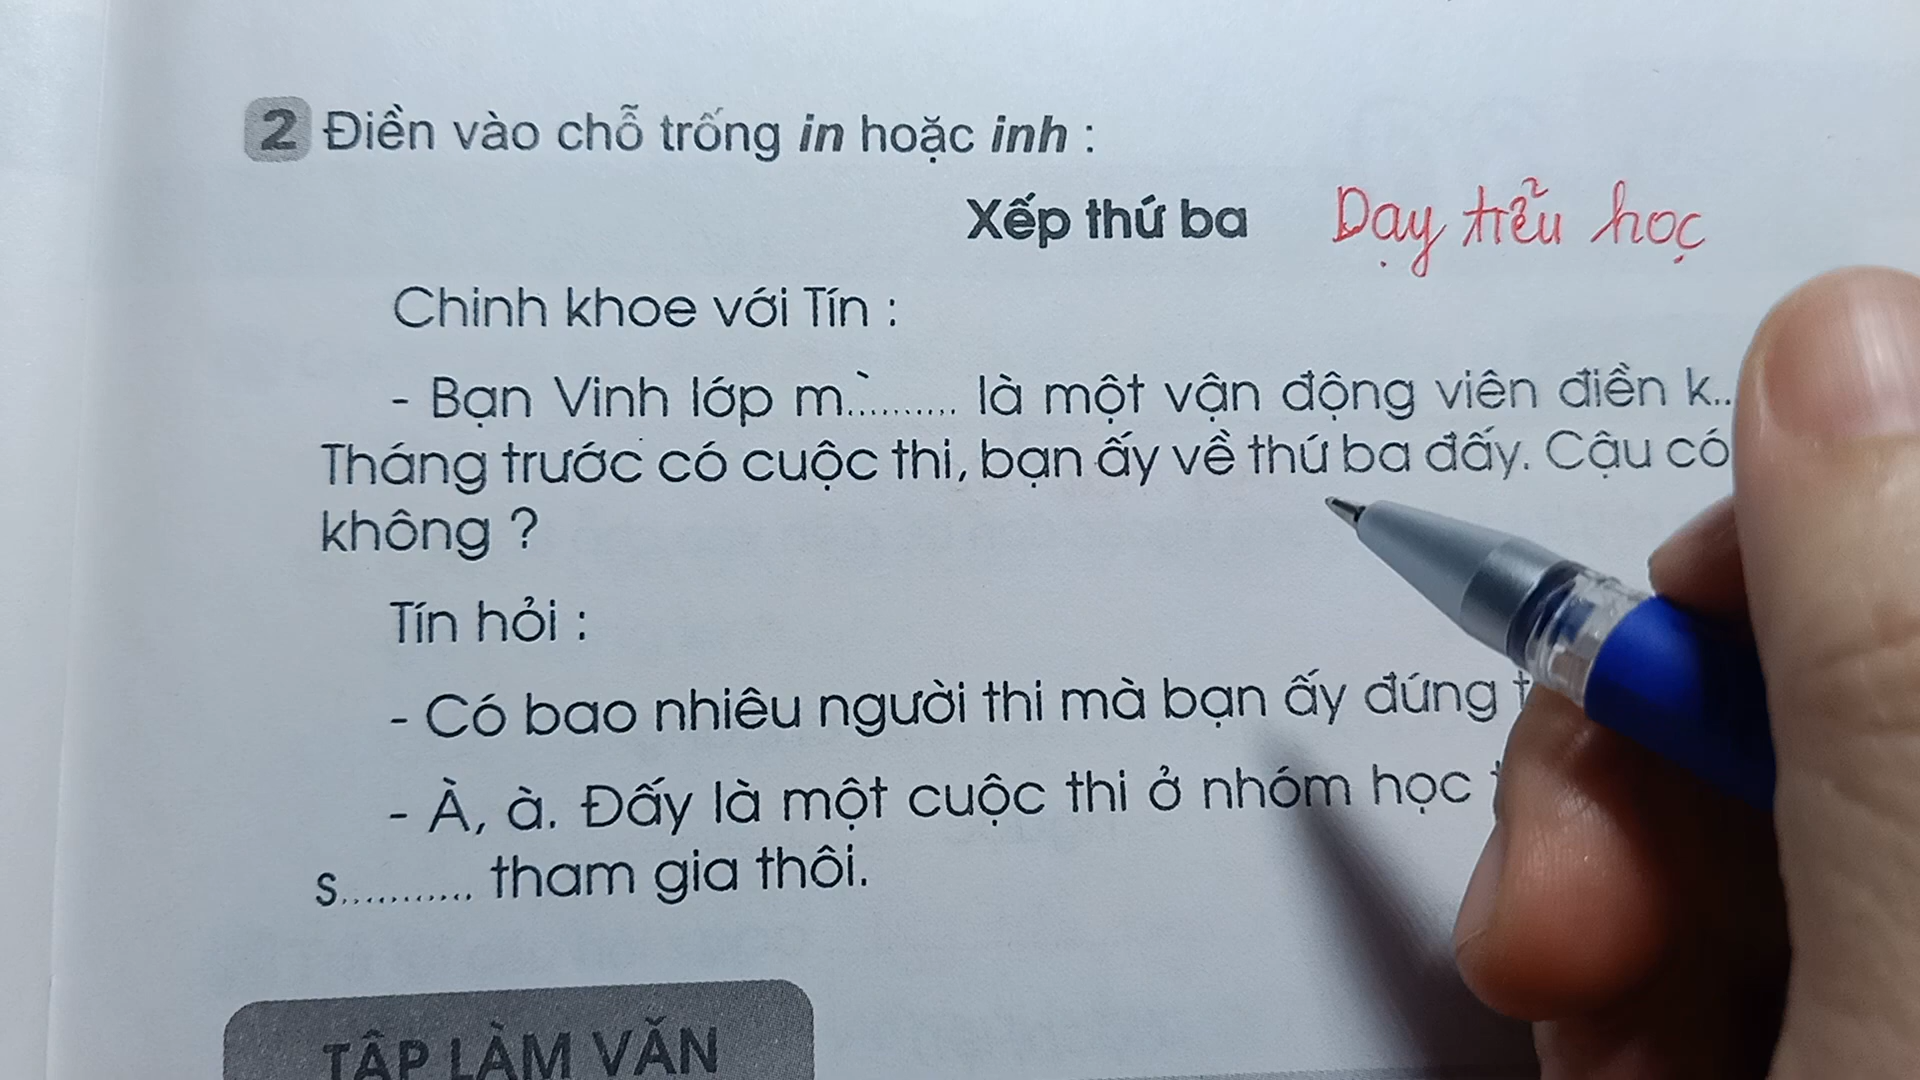 2 Điền vào chỗ trống in hoặc inh :
Xếp thứ ba Dạy tiểu học
Chinh khoe với Tín :
- Bạn Vinh lớp m`.......... là một vận động viên điền k..
Tháng trước có cuộc thi, bạn ấy về thứ ba đấy. Cậu có
không ?
Tín hỏi :
- Có bao nhiêu người thi mà bạn ấy đứng
- À, à. Đấy là một cuộc thi ở nhóm học
s........... tham gia thôi.
TẬP LÀM VĂN